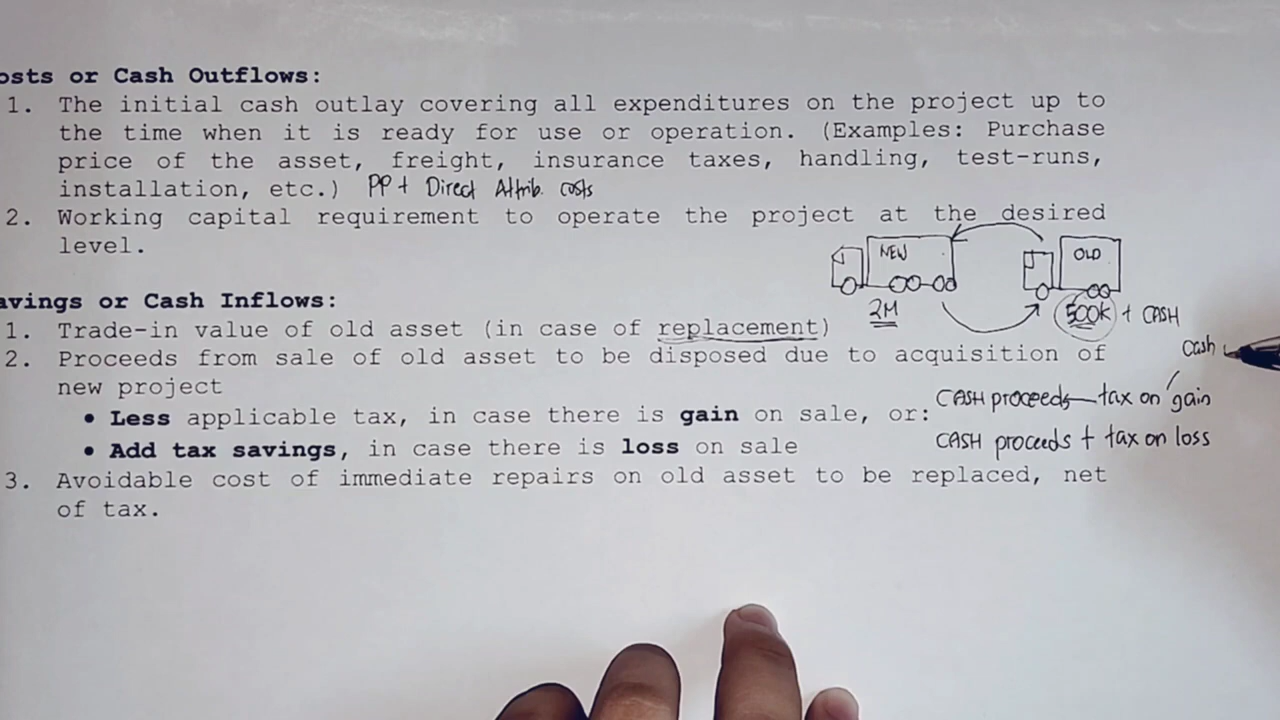 osts or Cash Outflows:
1. The initial cash outlay covering all expenditures on the project up to
the time when it is ready for use or operation. (Examples: Purchase
price of the asset, freight, insurance taxes, handling, test-runs,
installation, etc.) PP + Direct Attrib. costs
2. Working capital requirement to operate the project at the desired
level.
NEW
OLD
2M
500K + CASH
avings or Cash Inflows:
1. Trade-in value of old asset (in case of replacement)
2. Proceeds from sale of old asset to be disposed due to acquisition of
new project
Cash
• Less applicable tax, in case there is gain on sale, or:
CASH proceeds — tax on gain
• Add tax savings, in case there is loss on sale
CASH proceeds + tax on loss
3. Avoidable cost of immediate repairs on old asset to be replaced, net
of tax.